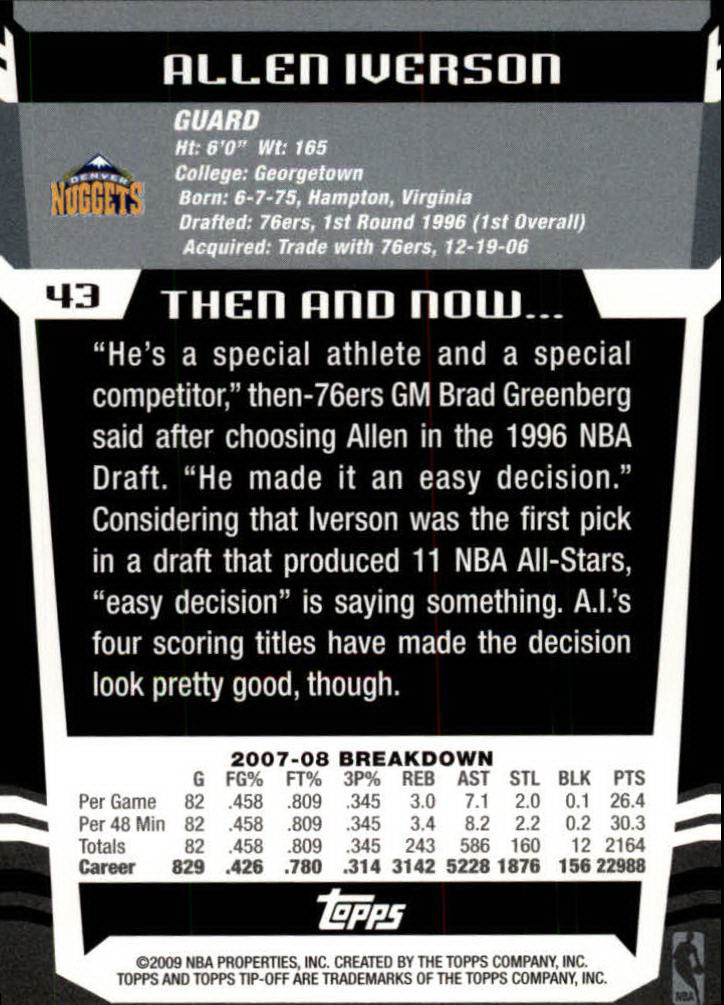 ALLEN IVERSON
GUARD
Ht: 6'0" Wt: 165
College: Georgetown
Born: 6-7-75, Hampton, Virginia
Drafted: 76ers, 1st Round 1996 (1st Overall)
Acquired: Trade with 76ers, 12-19-06
DENVER
NUGGETS
43
THEN AND NOW...
“He’s a special athlete and a special
competitor,” then-76ers GM Brad Greenberg
said after choosing Allen in the 1996 NBA
Draft. “He made it an easy decision.”
Considering that Iverson was the first pick
in a draft that produced 11 NBA All-Stars,
“easy decision” is saying something. A.I.’s
four scoring titles have made the decision
look pretty good, though.
2007-08 BREAKDOWN
G FG% FT% 3P% REB AST STL BLK PTS
Per Game 82 .458 .809 .345 3.0 7.1 2.0 0.1 26.4
Per 48 Min 82 .458 .809 .345 3.4 8.2 2.2 0.2 30.3
Totals 82 .458 .809 .345 243 586 160 12 2164
Career 829 .426 .780 .314 3142 5228 1876 156 22988
Topps
©2009 NBA PROPERTIES, INC. CREATED BY THE TOPPS COMPANY, INC.
TOPPS AND TOPPS TIP-OFF ARE TRADEMARKS OF THE TOPPS COMPANY, INC.
NBA